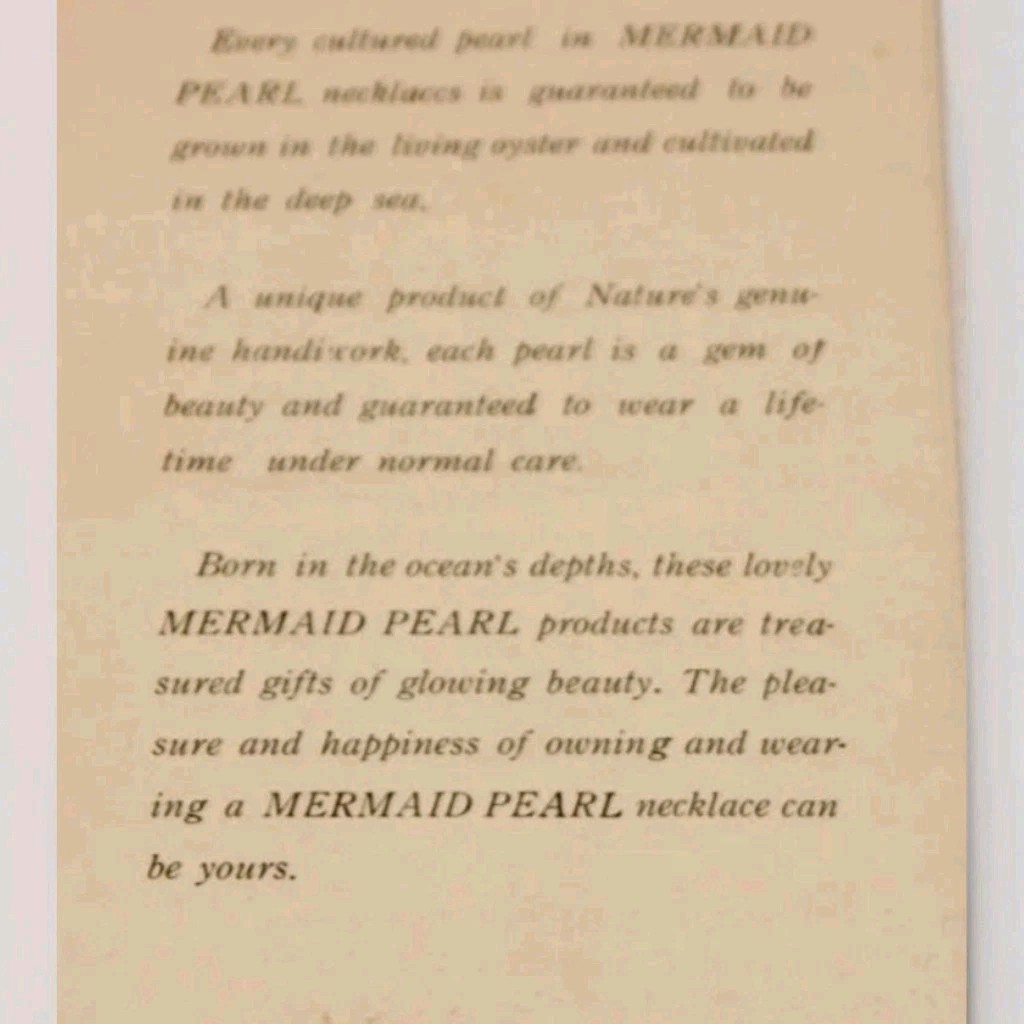 Every cultured pearl in MERMAID
PEARL necklaces is guaranteed to be
grown in the living oyster and cultivated
in the deep sea.
A unique product of Nature's genu-
ine handiwork, each pearl is a gem of
beauty and guaranteed to wear a life-
time under normal care.
Born in the ocean's depths, these lovely
MERMAID PEARL products are trea-
sured gifts of glowing beauty. The plea-
sure and happiness of owning and wear-
ing a MERMAID PEARL necklace can
be yours.